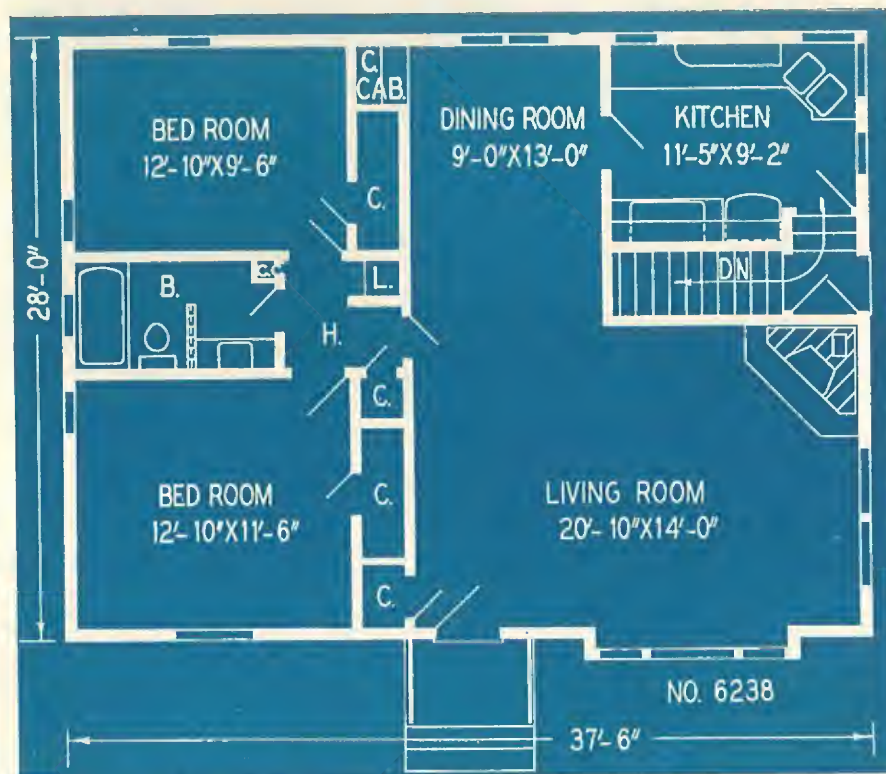 BED ROOM
12'-10"X9'-6"
C.
CAB.
DINING ROOM
9'-0"X13'-0"
KITCHEN
11'-5"X9'-2"
C.
28'-0"
B.
C.C.
L.
H.
DN
C.
BED ROOM
12'-10"X11'-6"
C.
LIVING ROOM
20'-10"X14'-0"
C.
NO. 6238
37'-6"